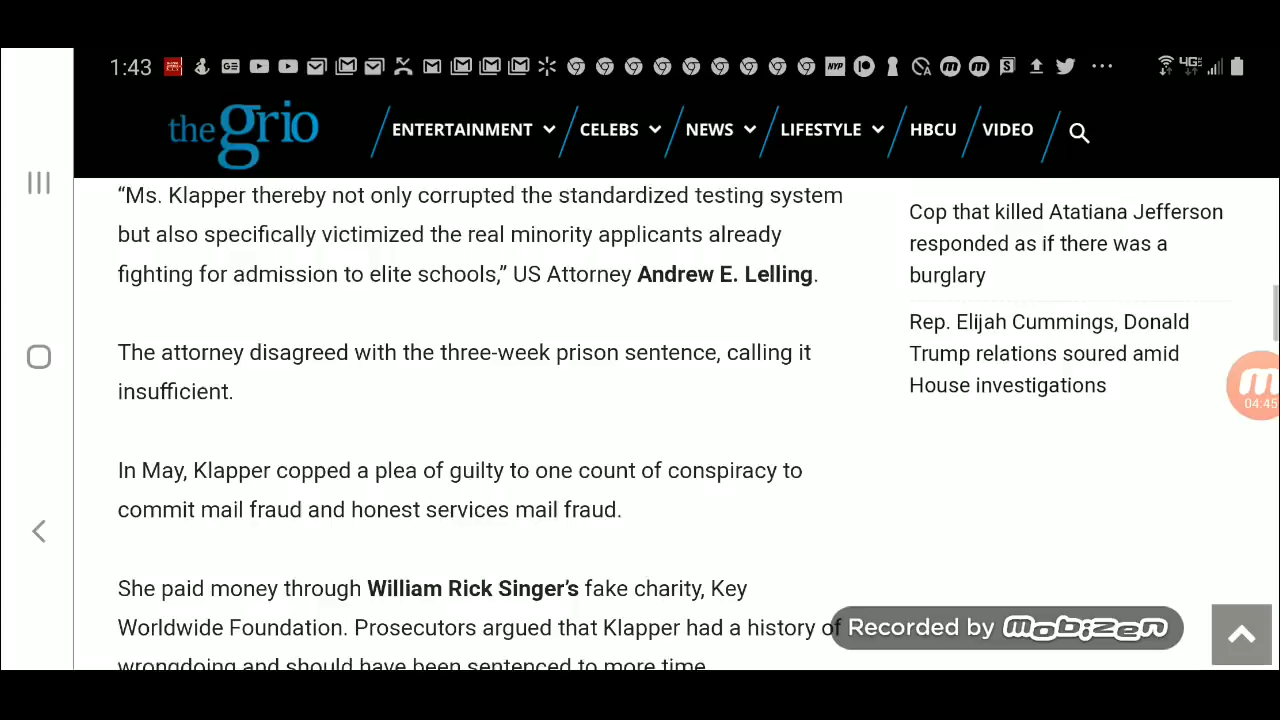 1:43
NYP
4G
the grio
ENTERTAINMENT
CELEBS
NEWS
LIFESTYLE
HBCU
VIDEO
“Ms. Klapper thereby not only corrupted the standardized testing system
but also specifically victimized the real minority applicants already
fighting for admission to elite schools,” US Attorney Andrew E. Lelling.
The attorney disagreed with the three-week prison sentence, calling it
insufficient.
In May, Klapper copped a plea of guilty to one count of conspiracy to
commit mail fraud and honest services mail fraud.
She paid money through William Rick Singer’s fake charity, Key
Worldwide Foundation. Prosecutors argued that Klapper had a history of
wrongdoing and should have been sentenced to more time
Cop that killed Atatiana Jefferson
responded as if there was a
burglary
Rep. Elijah Cummings, Donald
Trump relations soured amid
House investigations
04:45
Recorded by mobizen